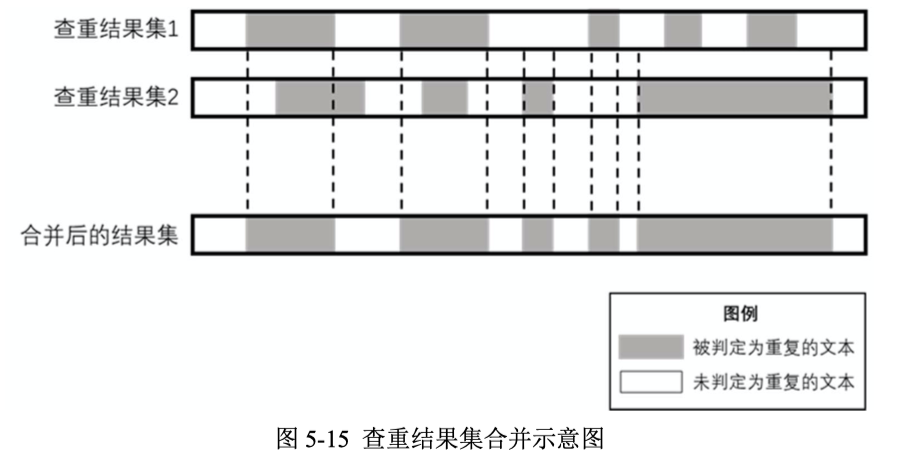 查重结果集1
查重结果集2
合并后的结果集
图例
被判定为重复的文本
未判定为重复的文本
图 5-15 查重结果集合并示意图